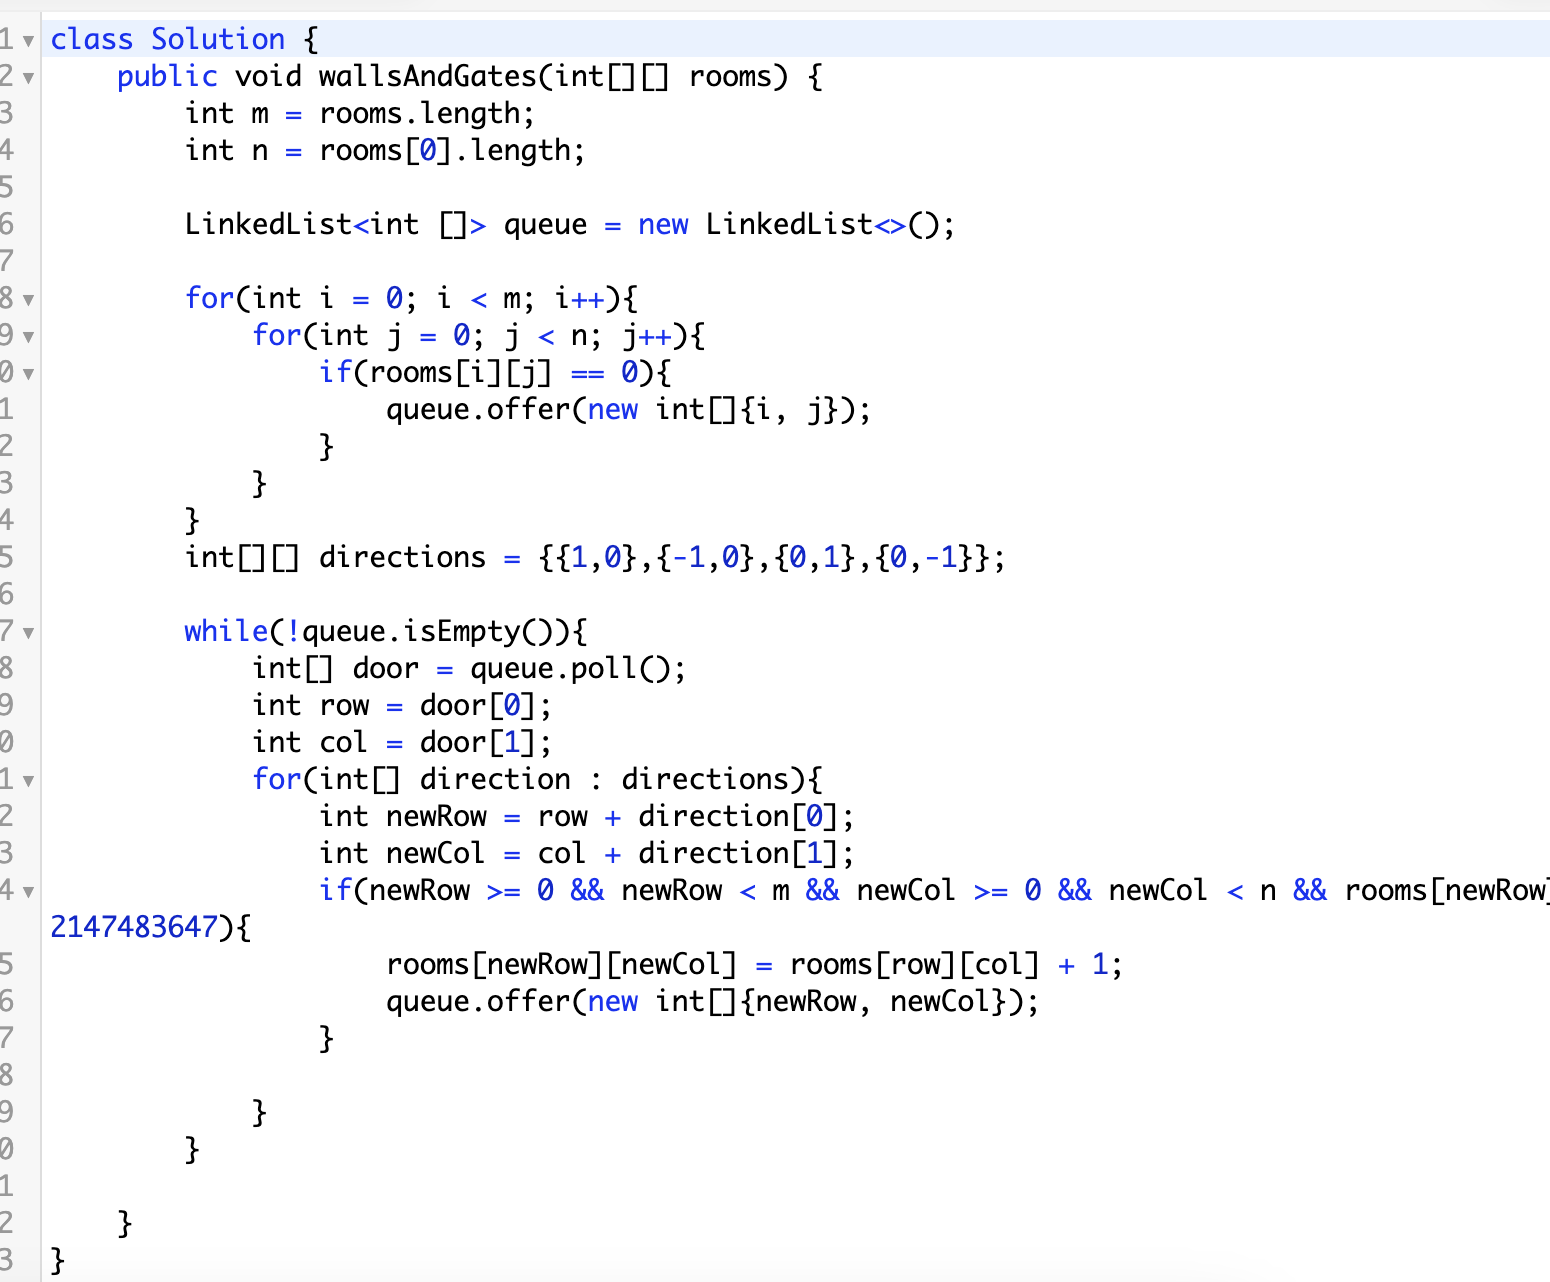 1 class Solution {
2 public void wallsAndGates(int[][] rooms) {
3 int m = rooms.length;
4 int n = rooms[0].length;
5
6 LinkedList<int []> queue = new LinkedList<>();
7
8 for(int i = 0; i < m; i++){
9 for(int j = 0; j < n; j++){
0 if(rooms[i][j] == 0){
1 queue.offer(new int[]{i, j});
2 }
3 }
4 }
5 int[][] directions = {{1,0},{-1,0},{0,1},{0,-1}};
6
7 while(!queue.isEmpty()){
8 int[] door = queue.poll();
9 int row = door[0];
0 int col = door[1];
1 for(int[] direction : directions){
2 int newRow = row + direction[0];
3 int newCol = col + direction[1];
4 if(newRow >= 0 && newRow < m && newCol >= 0 && newCol < n && rooms[newRow]
2147483647){
5 rooms[newRow][newCol] = rooms[row][col] + 1;
6 queue.offer(new int[]{newRow, newCol});
7 }
8
9 }
0 }
1
2 }
3 }